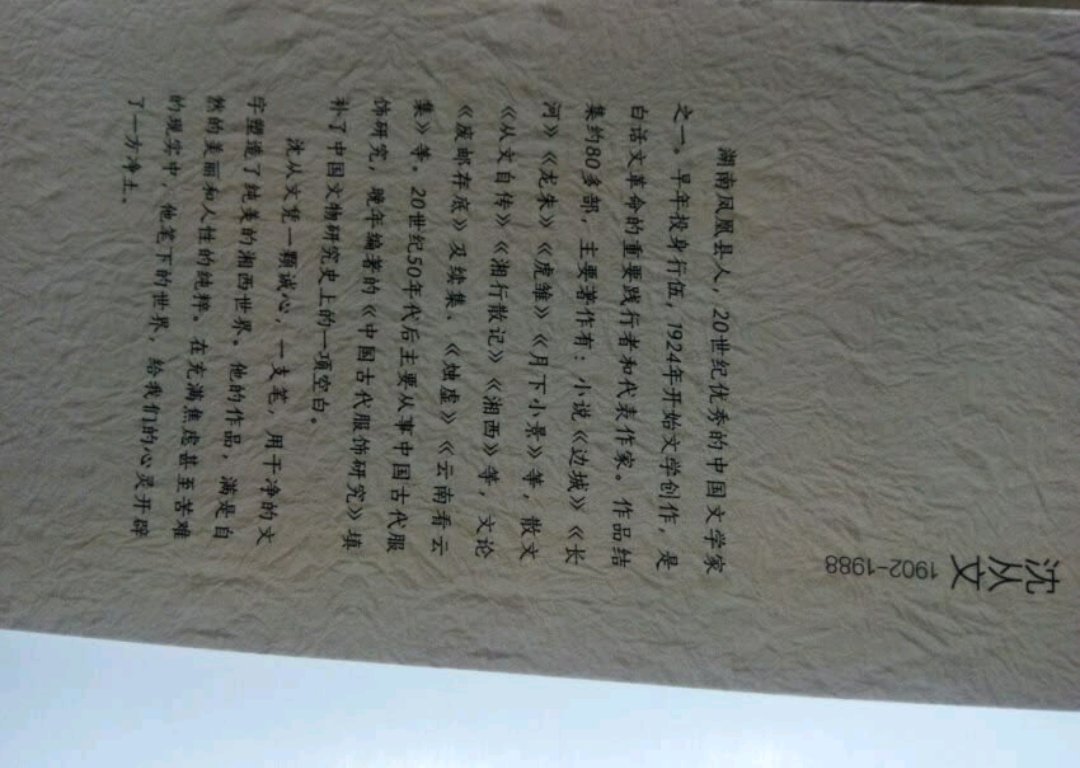 沈从文
1902-1988
湖南凤凰县人，20世纪优秀的中国文学家
之一。早年投身行伍，1924年开始文学创作，是
白话文革命的重要践行者和代表作家。作品结
集约80多部，主要著作有：小说《边城》《长
河》《龙朱》《虎雏》《月下小景》等，散文
《从文自传》《湘行散记》《湘西》等，文论
《废邮存底》及续集、《烛虚》《云南看云
集》等。20世纪50年代后主要从事中国古代服
饰研究，晚年编著的《中国古代服饰研究》填
补了中国文物研究史上的一项空白。
沈从文凭一颗诚心，一支笔，用干净的文
字塑造了纯美的湘西世界。他的作品，满是自
然的美丽和人性的纯粹。在充满焦虑甚至苦难
的现实中，他笔下的世界，给我们的心灵开辟
了一方净土。